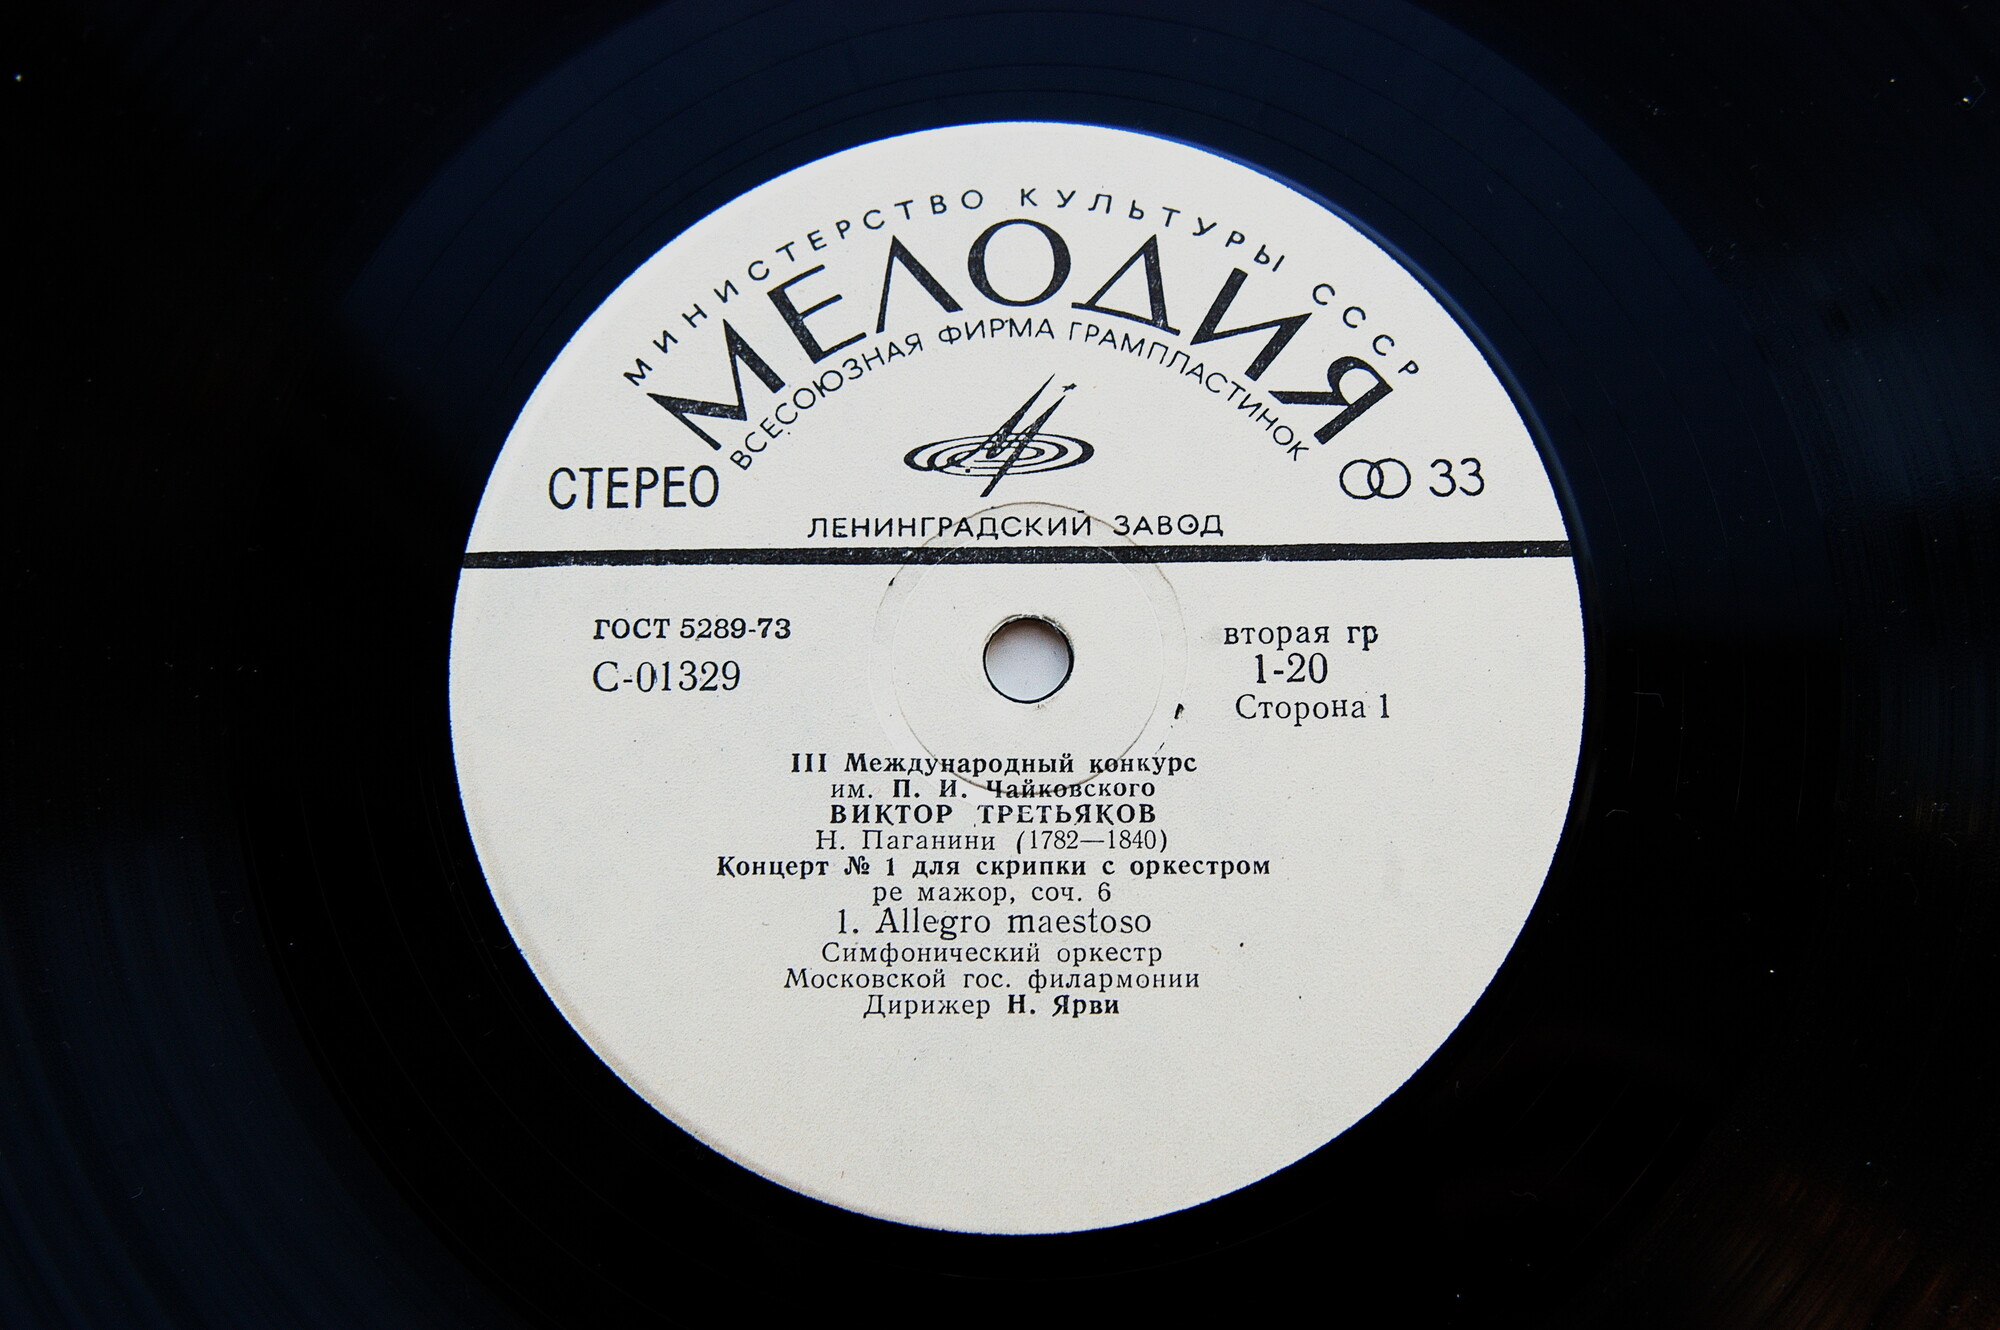 МИНИСТЕРСТВО КУЛЬТУРЫ СССР
МЕЛОДИЯ
ВСЕСОЮЗНАЯ ФИРМА ГРАМПЛАСТИНОК
СТЕРЕО
33
ЛЕНИНГРАДСКИЙ ЗАВОД
ГОСТ 5289-73
С-01329
вторая гр
1-20
Сторона 1
III Международный конкурс
им. П. И. Чайковского
ВИКТОР ТРЕТЬЯКОВ
Н. Паганини (1782—1840)
Концерт № 1 для скрипки с оркестром
ре мажор, соч. 6
1. Allegro maestoso
Симфонический оркестр
Московской гос. филармонии
Дирижер Н. Ярви